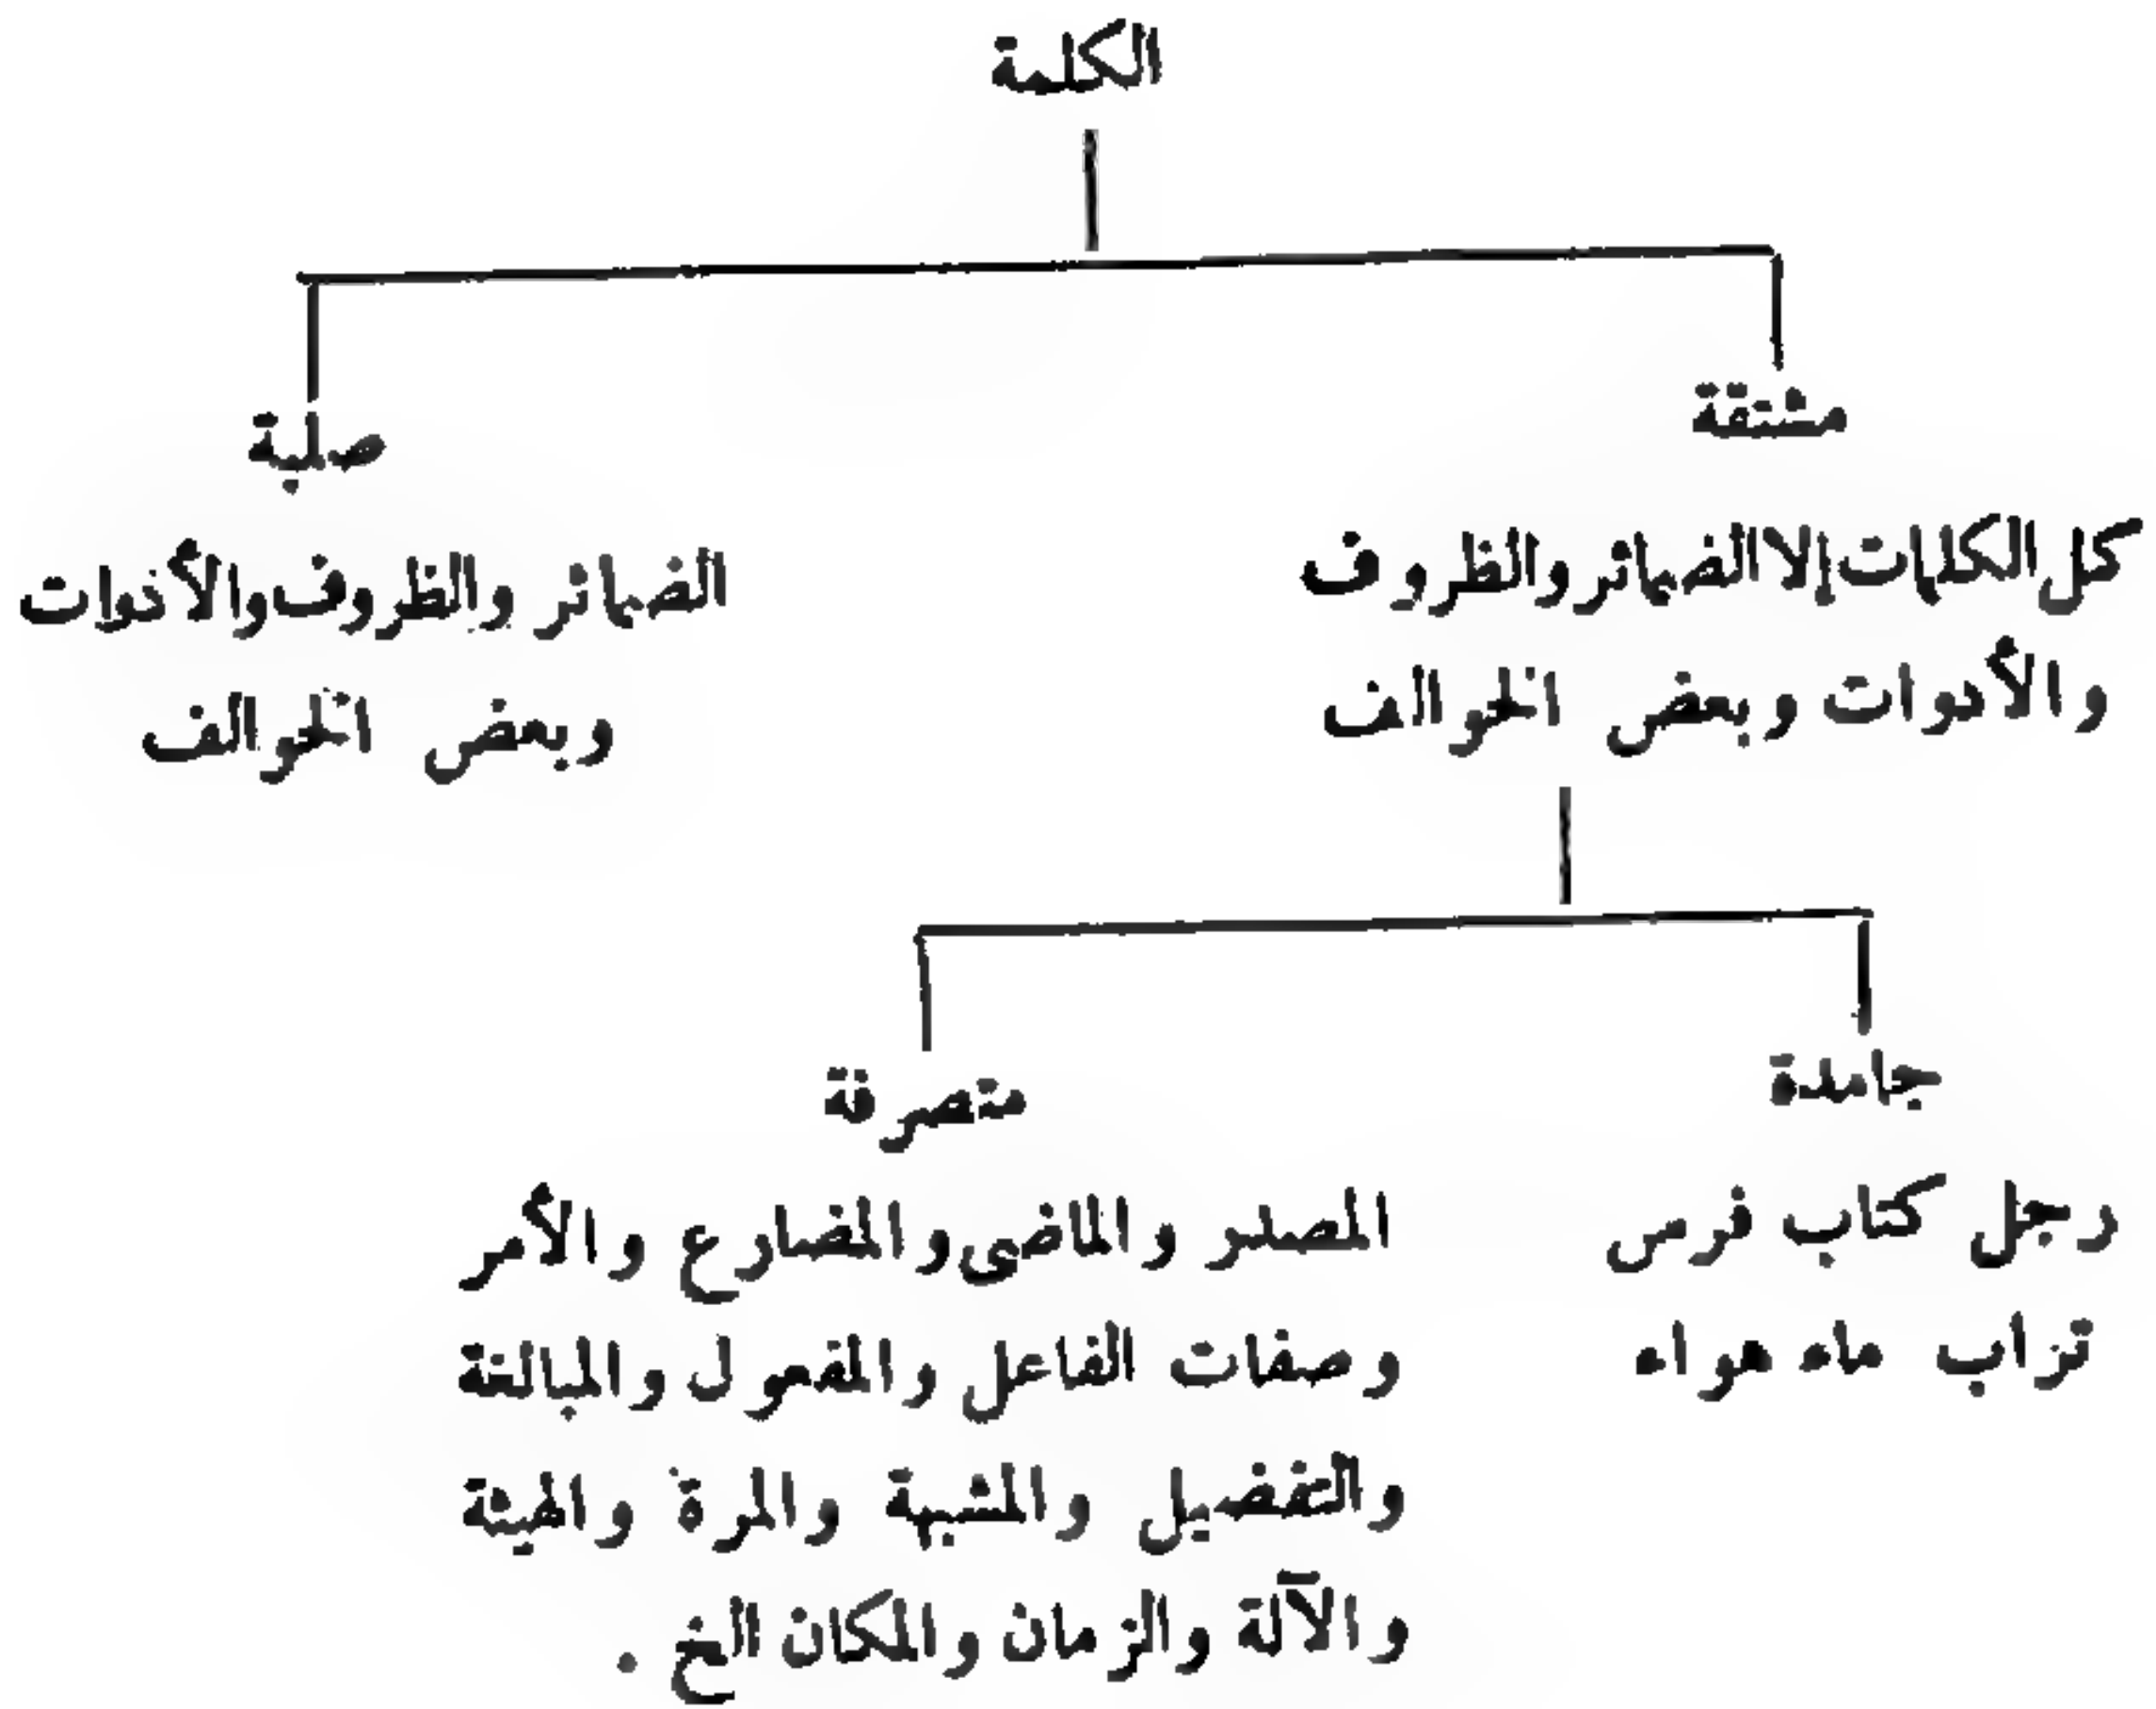 الكلمة
مشتقة
كل الكلمات إلا الضمائر والظروف
والأدوات وبعض الخوالف
صلبة
الضمائر والظروف والأدوات
وبعض الخوالف
جامدة
رجل كتاب فرس
تراب ماء هواء
متصرفة
المصدر والماضى والمضارع والأمر
وصفات الفاعل والمفعول والمبالغة
والتفضيل والمشبهة والمرة والهيئة
والآلة والزمان والمكان الخ .